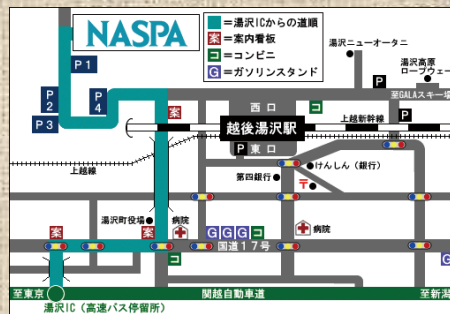 NASPA
=湯沢ICからの道順
案=案内看板
コ=コンビニ
G=ガソリンスタンド
湯沢ニューオータニ
湯沢高原
ロープウェー
P1
P
2
P
4
P3
案
西口
コ
P
至GALAスキー場
P
越後湯沢駅
上越新幹線
P
東口
上越線
けんしん（銀行）
第四銀行
〒
湯沢町役場
病院
案
案
G G G コ
病院
国道17号
コ
G
至東京
関越自動車道
至新潟
湯沢IC（高速バス停留所）